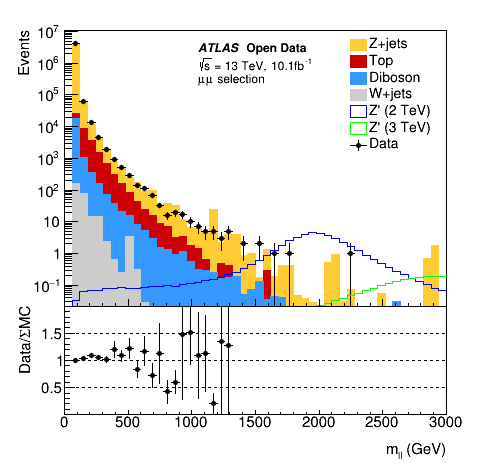 Events
10⁷
10⁶
10⁵
10⁴
10³
10²
10
1
10⁻¹
ATLAS Open Data
√s = 13 TeV, 10.1fb⁻¹
μμ selection
Z+jets
Top
Diboson
W+jets
Z' (2 TeV)
Z' (3 TeV)
Data
Data/ΣMC
1.5
1
0.5
0 500 1000 1500 2000 2500 3000
m_ll (GeV)